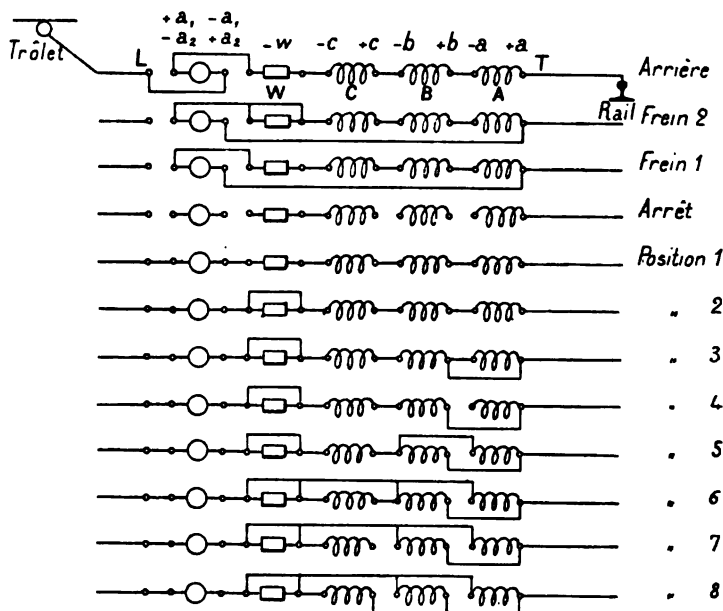 +a, -a,
Trôlet L -a₂ +a₂ -w -c +c -b +b -a +a T Arrière
W C B A
Rail Frein 2
Frein 1
Arrêt
Position 1
„ 2
„ 3
„ 4
„ 5
„ 6
„ 7
„ 8